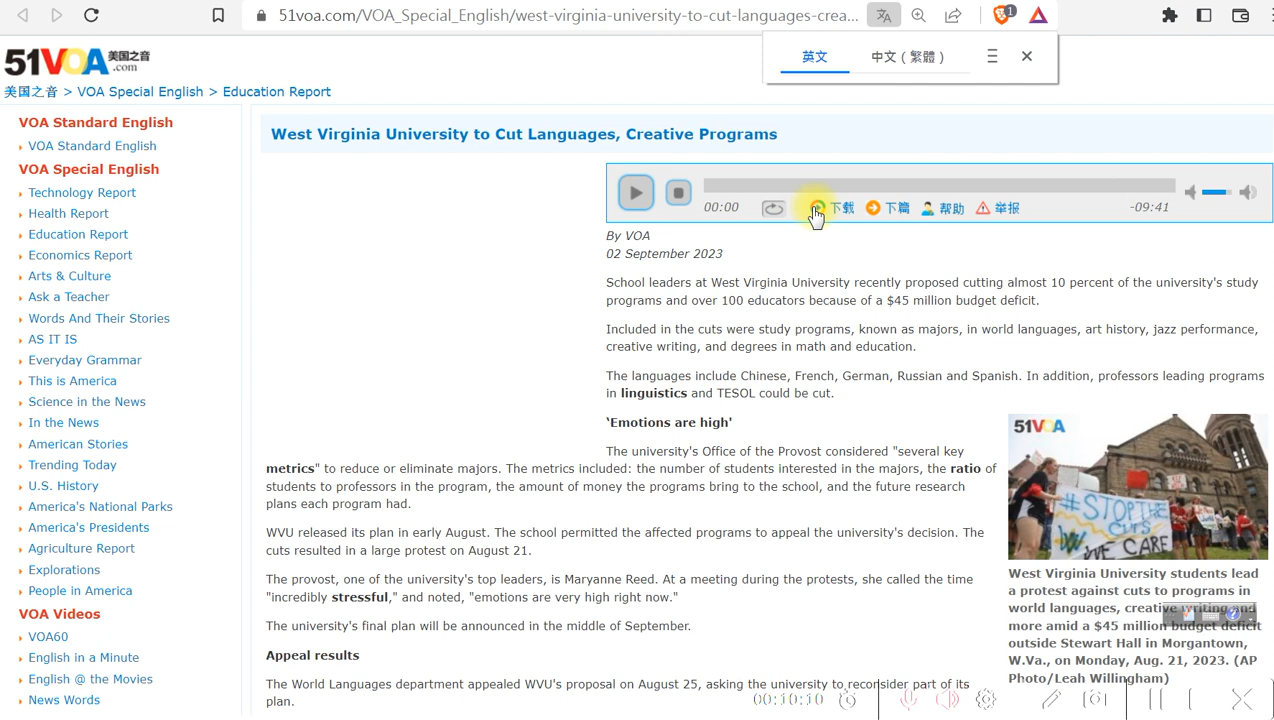 51voa.com/VOA_Special_English/west-virginia-university-to-cut-languages-crea...
1
英文
中文 ( 繁體 )
51VOA.com 美国之音
美国之音 > VOA Special English > Education Report
VOA Standard English
VOA Standard English
VOA Special English
Technology Report
Health Report
Education Report
Economics Report
Arts & Culture
Ask a Teacher
Words And Their Stories
AS IT IS
Everyday Grammar
This is America
Science in the News
In the News
American Stories
Trending Today
U.S. History
America's National Parks
America's Presidents
Agriculture Report
Explorations
People in America
VOA Videos
VOA60
English in a Minute
English @ the Movies
News Words
West Virginia University to Cut Languages, Creative Programs
00:00 下载 下篇 帮助 举报 -09:41
By VOA
02 September 2023
School leaders at West Virginia University recently proposed cutting almost 10 percent of the university's study
programs and over 100 educators because of a $45 million budget deficit.
Included in the cuts were study programs, known as majors, in world languages, art history, jazz performance,
creative writing, and degrees in math and education.
The languages include Chinese, French, German, Russian and Spanish. In addition, professors leading programs
in linguistics and TESOL could be cut.
‘Emotions are high'
The university's Office of the Provost considered "several key
metrics" to reduce or eliminate majors. The metrics included: the number of students interested in the majors, the ratio of
students to professors in the program, the amount of money the programs bring to the school, and the future research
plans each program had.
WVU released its plan in early August. The school permitted the affected programs to appeal the university's decision. The
cuts resulted in a large protest on August 21.
The provost, one of the university's top leaders, is Maryanne Reed. At a meeting during the protests, she called the time
"incredibly stressful," and noted, "emotions are very high right now."
The university's final plan will be announced in the middle of September.
Appeal results
The World Languages department appealed WVU's proposal on August 25, asking the university to reconsider part of its
plan.
51VOA
#STOP THE
CUTS
WE CARE
West Virginia University students lead
a protest against cuts to programs in
world languages, creative writing and
more amid a $45 million budget deficit
outside Stewart Hall in Morgantown,
W.Va., on Monday, Aug. 21, 2023. (AP
Photo/Leah Willingham)
00:10:10